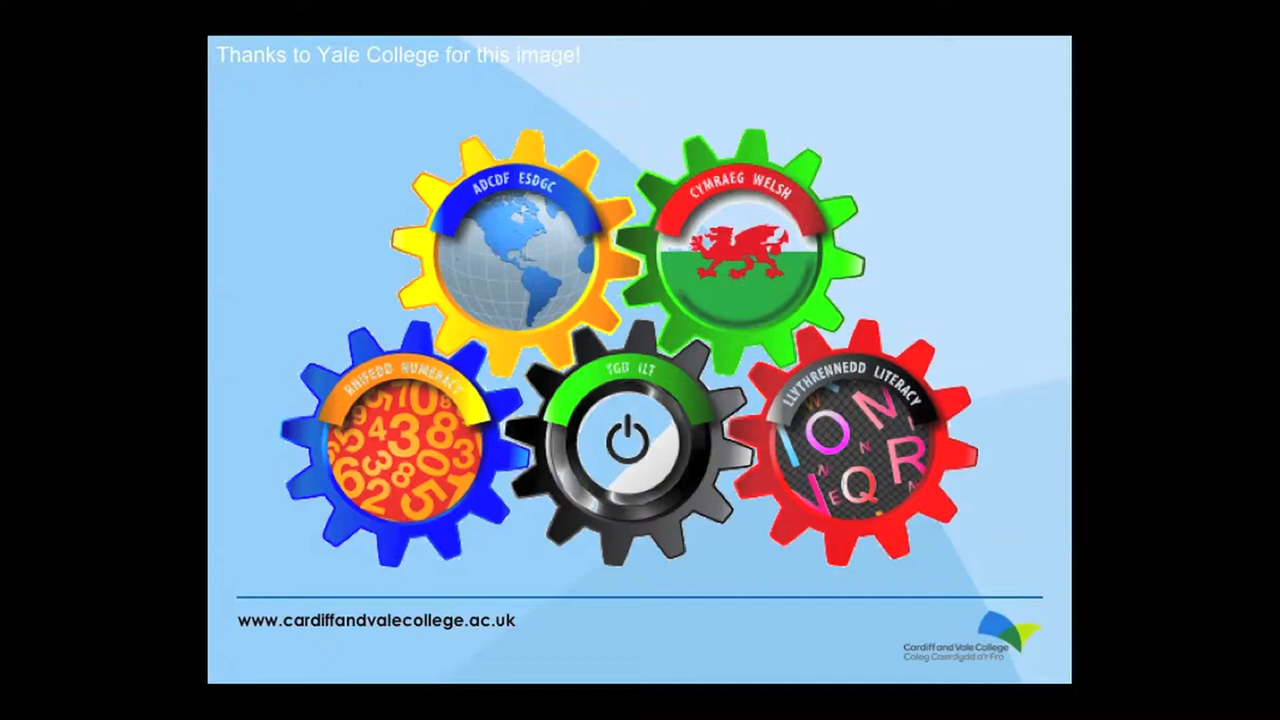 Thanks to Yale College for this image!
ADCDF ESDGC
CYMRAEG WELSH
RHIFEDD NUMERACY
TGD ILT
LLYTHRENNEDD LITERACY
www.cardiffandvalecollege.ac.uk
Cardiff and Vale College
Coleg Caerdydd a'r Fro